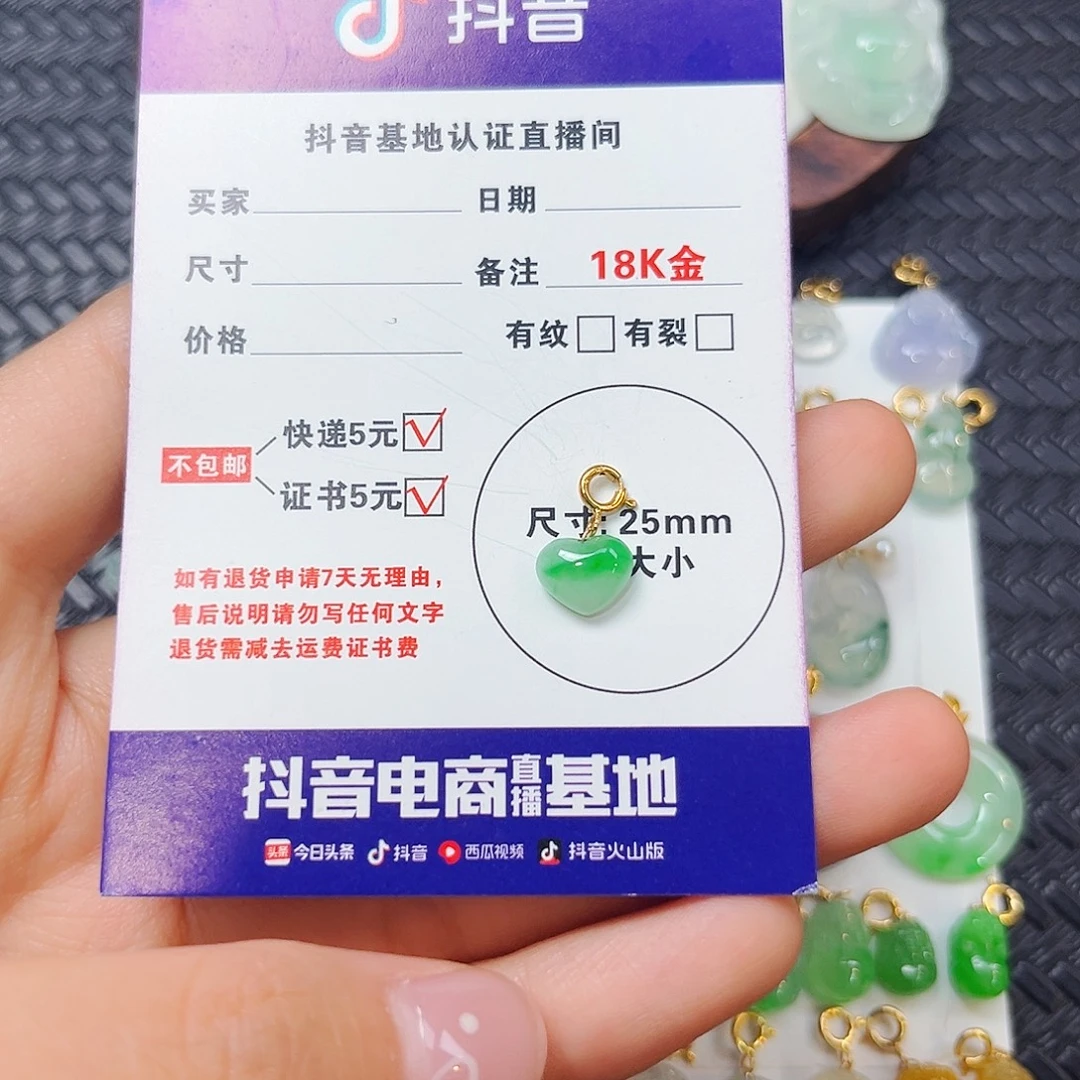 抖音
抖音基地认证直播间
买家 日期
尺寸 备注 18K金
价格 有纹 有裂
不包邮
快递5元
证书5元
尺寸: 25mm
大小
如有退货申请7天无理由，
售后说明请勿写任何文字
退货需减去运费证书费
抖音电商直播基地
头条 今日头条 抖音 西瓜视频 抖音火山版